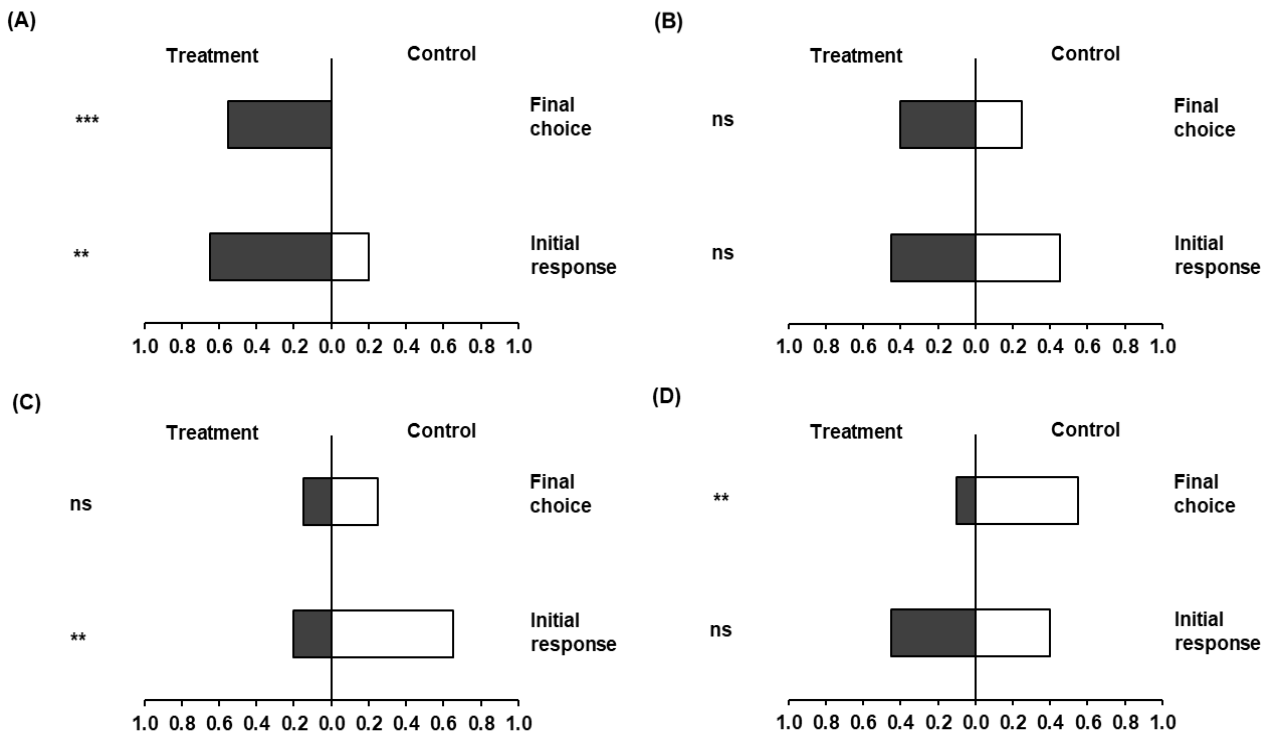 (A)
Treatment Control
*** Final
choice
** Initial
response
1.0 0.8 0.6 0.4 0.2 0.0 0.2 0.4 0.6 0.8 1.0
(B)
Treatment Control
ns Final
choice
ns Initial
response
1.0 0.8 0.6 0.4 0.2 0.0 0.2 0.4 0.6 0.8 1.0
(C)
Treatment Control
ns Final
choice
** Initial
response
1.0 0.8 0.6 0.4 0.2 0.0 0.2 0.4 0.6 0.8 1.0
(D)
Treatment Control
** Final
choice
ns Initial
response
1.0 0.8 0.6 0.4 0.2 0.0 0.2 0.4 0.6 0.8 1.0